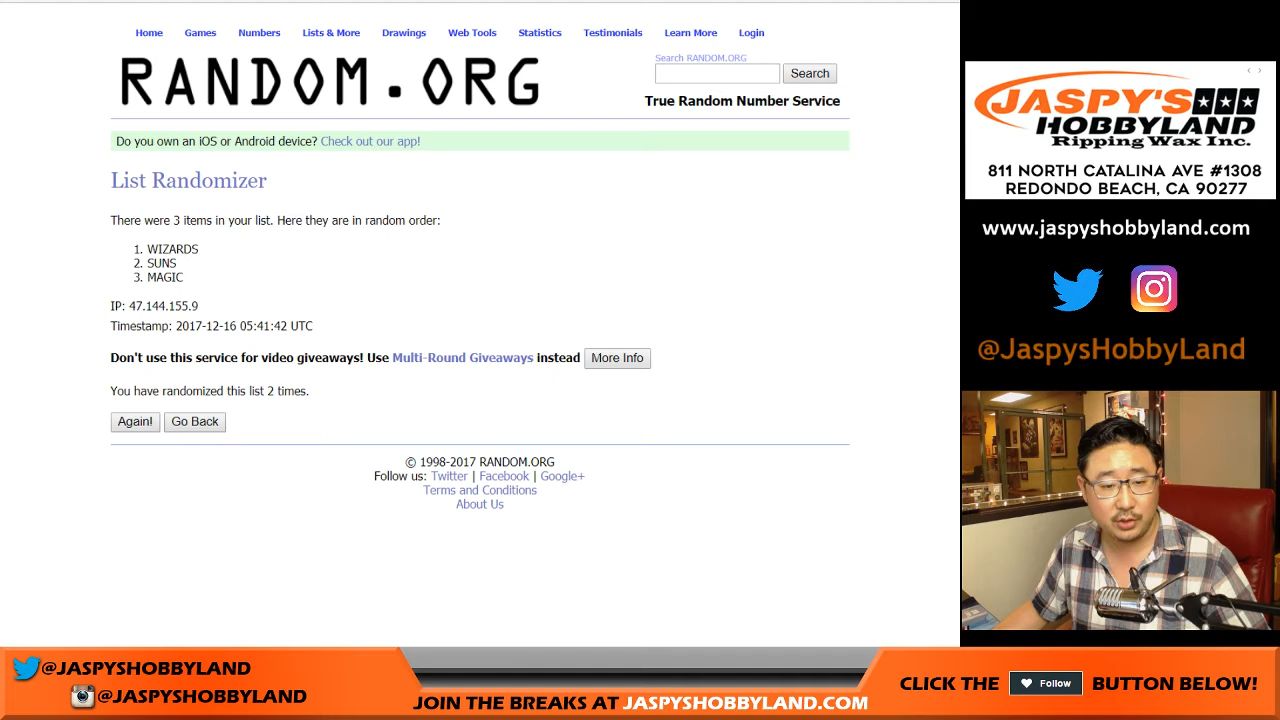 Home Games Numbers Lists & More Drawings Web Tools Statistics Testimonials Learn More Login
RANDOM.ORG
Search RANDOM.ORG
Search
True Random Number Service
Do you own an iOS or Android device? Check out our app!
List Randomizer
There were 3 items in your list. Here they are in random order:
1. WIZARDS
2. SUNS
3. MAGIC
IP: 47.144.155.9
Timestamp: 2017-12-16 05:41:42 UTC
Don't use this service for video giveaways! Use Multi-Round Giveaways instead More Info
You have randomized this list 2 times.
Again! Go Back
© 1998-2017 RANDOM.ORG
Follow us: Twitter | Facebook | Google+
Terms and Conditions
About Us
JASPY'S
HOBBYLAND
Ripping Wax Inc.
811 NORTH CATALINA AVE #1308
REDONDO BEACH, CA 90277
www.jaspyshobbyland.com
@JaspysHobbyLand
@JASPYSHOBBYLAND
@JASPYSHOBBYLAND
JOIN THE BREAKS AT JASPYSHOBBYLAND.COM
CLICK THE Follow BUTTON BELOW!